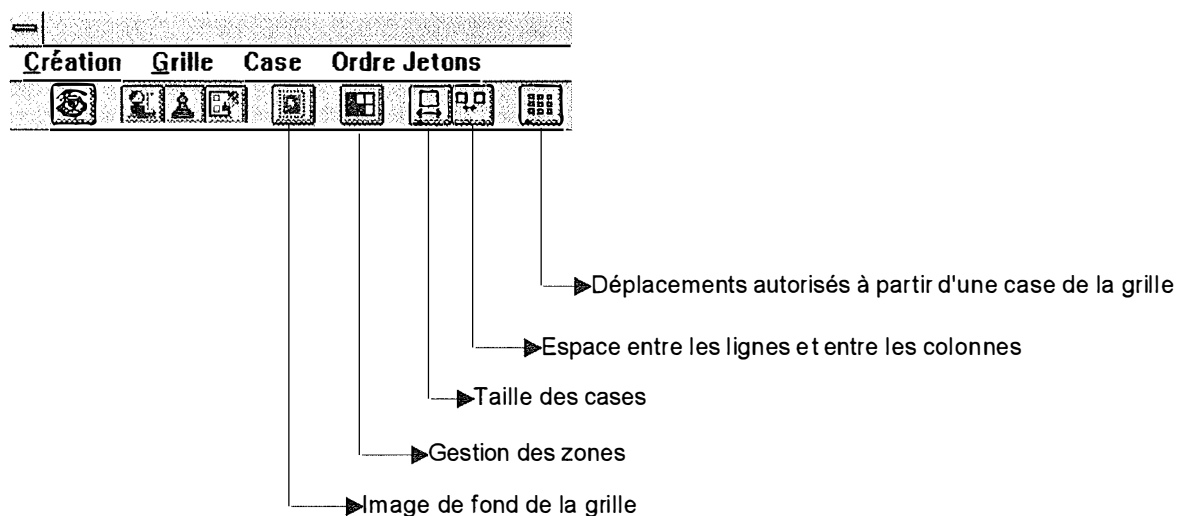 Création Grille Case Ordre Jetons
Déplacements autorisés à partir d'une case de la grille
Espace entre les lignes et entre les colonnes
Taille des cases
Gestion des zones
Image de fond de la grille